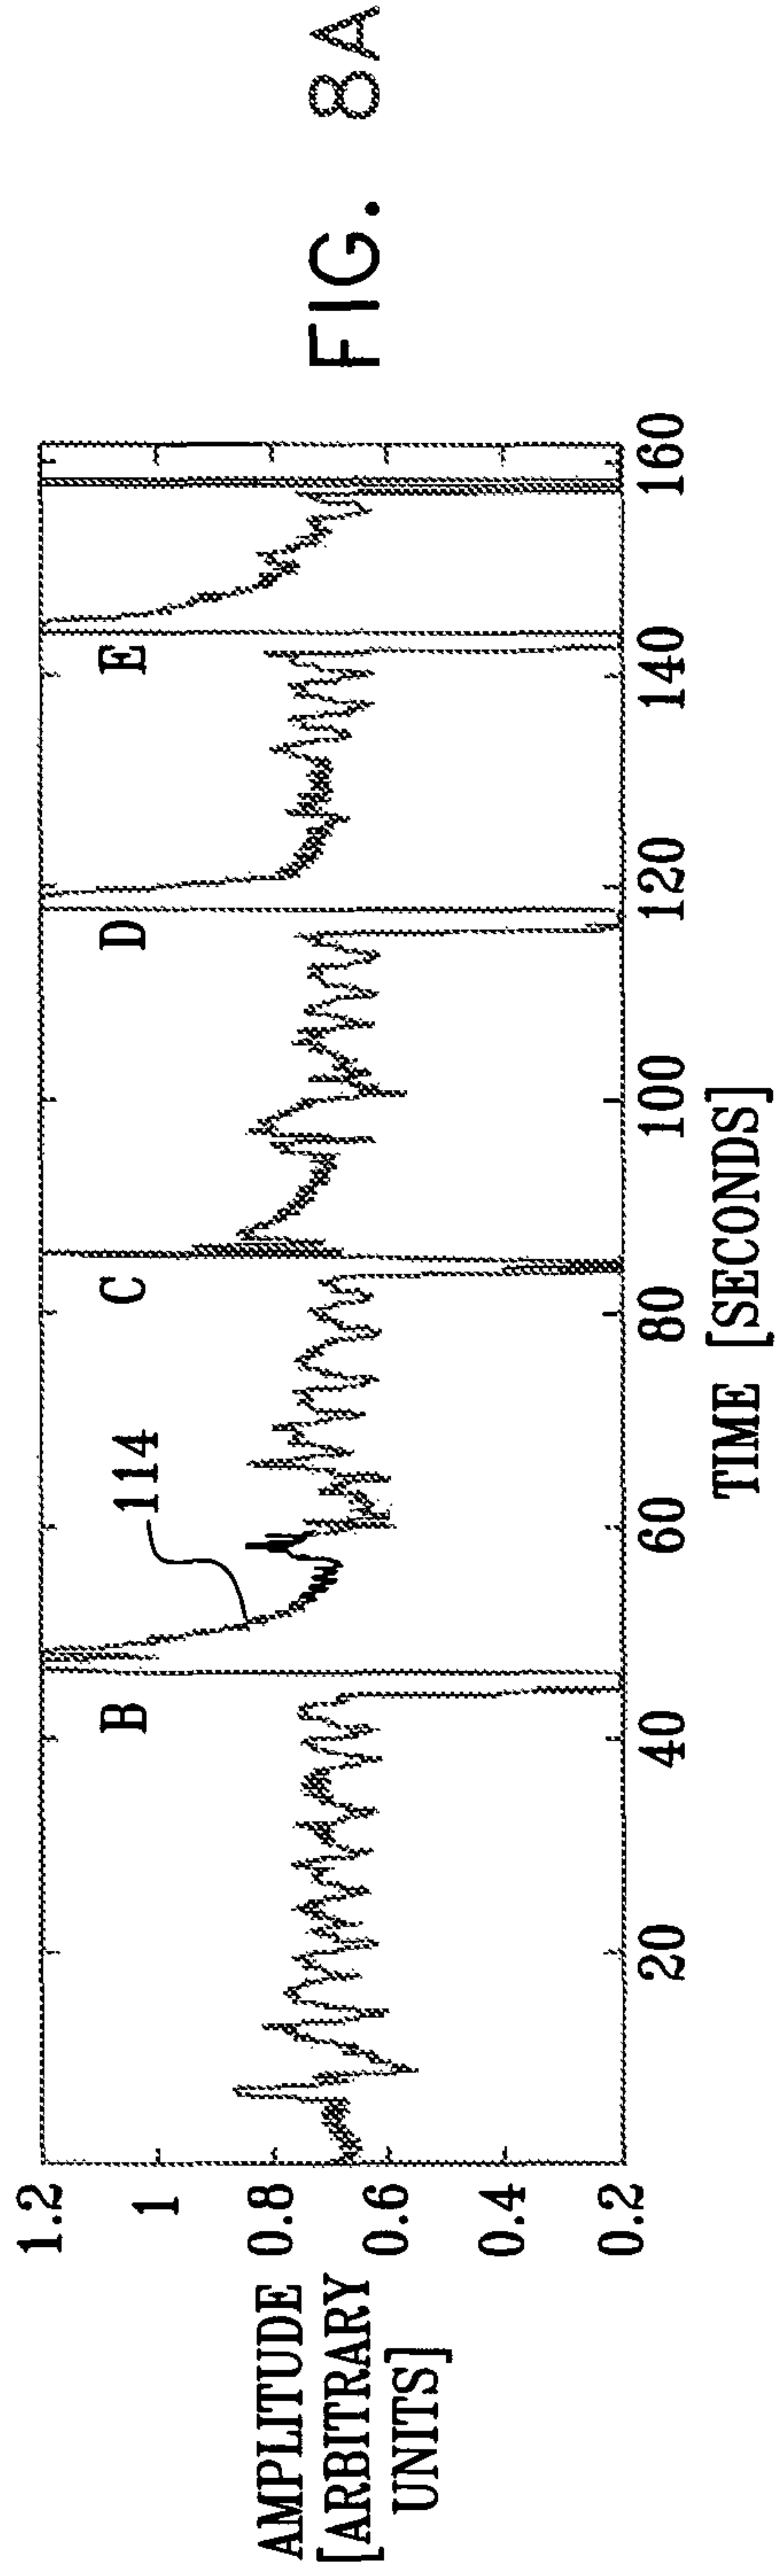 FIG. 8A
AMPLITUDE
[ARBITRARY
UNITS]
1.2
1
0.8
0.6
0.4
0.2
B
114
C
D
E
20
40
60
80
100
120
140
160
TIME [SECONDS]